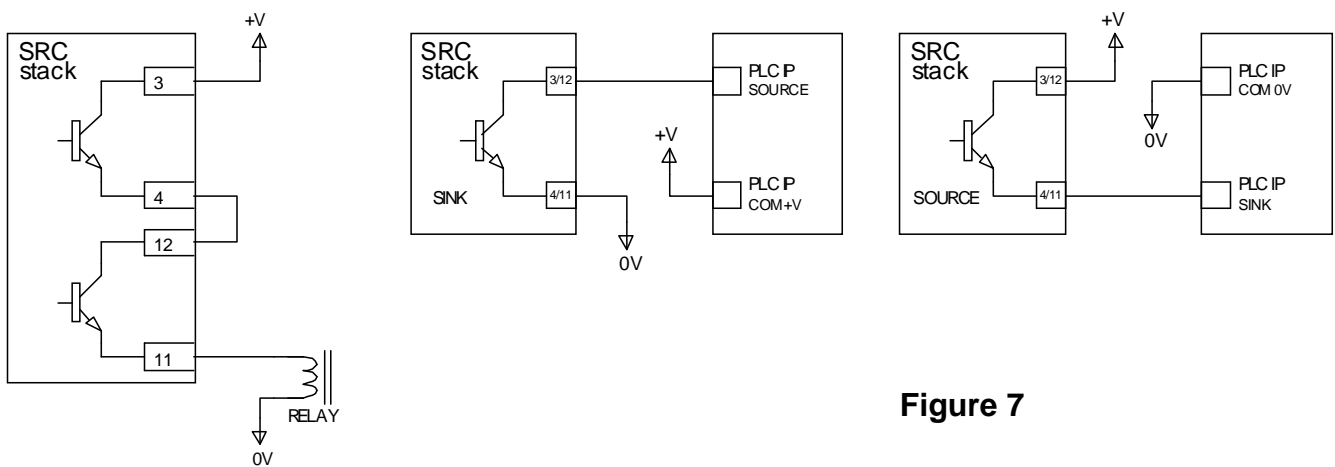 +V
SRC
stack
3
4
12
11
RELAY
0V
SRC
stack
3/12
PLC IP
SOURCE
+V
SINK
4/11
PLC IP
COM+V
0V
SRC
stack
+V
3/12
PLC IP
COM 0V
0V
SOURCE
4/11
PLC IP
SINK
Figure 7